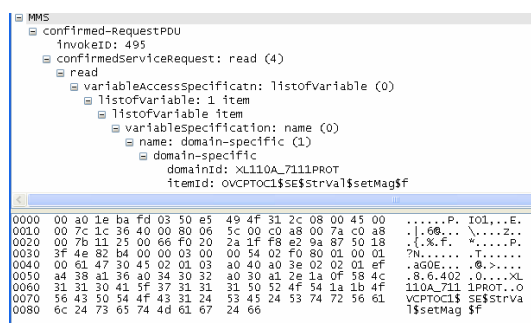 MMS
confirmed-RequestPDU
invokeID: 495
confirmedServiceRequest: read (4)
read
variableAccessSpecificatn: listOfVariable (0)
listOfVariable: 1 item
listOfVariable item
variableSpecification: name (0)
name: domain-specific (1)
domain-specific
domainId: XL110A_7111PROT
itemId: OVCPTOC1$SE$StrVal$setMag$f
0000 00 a0 1e ba fd 03 50 e5 49 4f 31 2c 08 00 45 00 ......P. IO1,..E.
0010 00 7c 1c 36 40 00 80 06 5c 00 c0 a8 00 7a c0 a8 .|.6@... \....z..
0020 00 7b 11 25 00 66 f0 20 2a 1f f8 e2 9a 87 50 18 .{.%.f. *.....P.
0030 3f 4e 82 b4 00 00 03 00 00 54 02 f0 80 01 00 01 ?N...... .T......
0040 00 61 47 30 45 02 01 03 a0 40 a0 3e 02 02 01 ef .aG0E... .@.>....
0050 a4 38 a1 36 a0 34 30 32 a0 30 a1 2e 1a 0f 58 4c .8.6.402 .0....XL
0060 31 31 30 41 5f 37 31 31 31 50 52 4f 54 1a 1b 4f 110A_711 1PROT..O
0070 56 43 50 54 4f 43 31 24 53 45 24 53 74 72 56 61 VCPTOC1$ SE$StrVa
0080 6c 24 73 65 74 4d 61 67 24 66 l$setMag $f